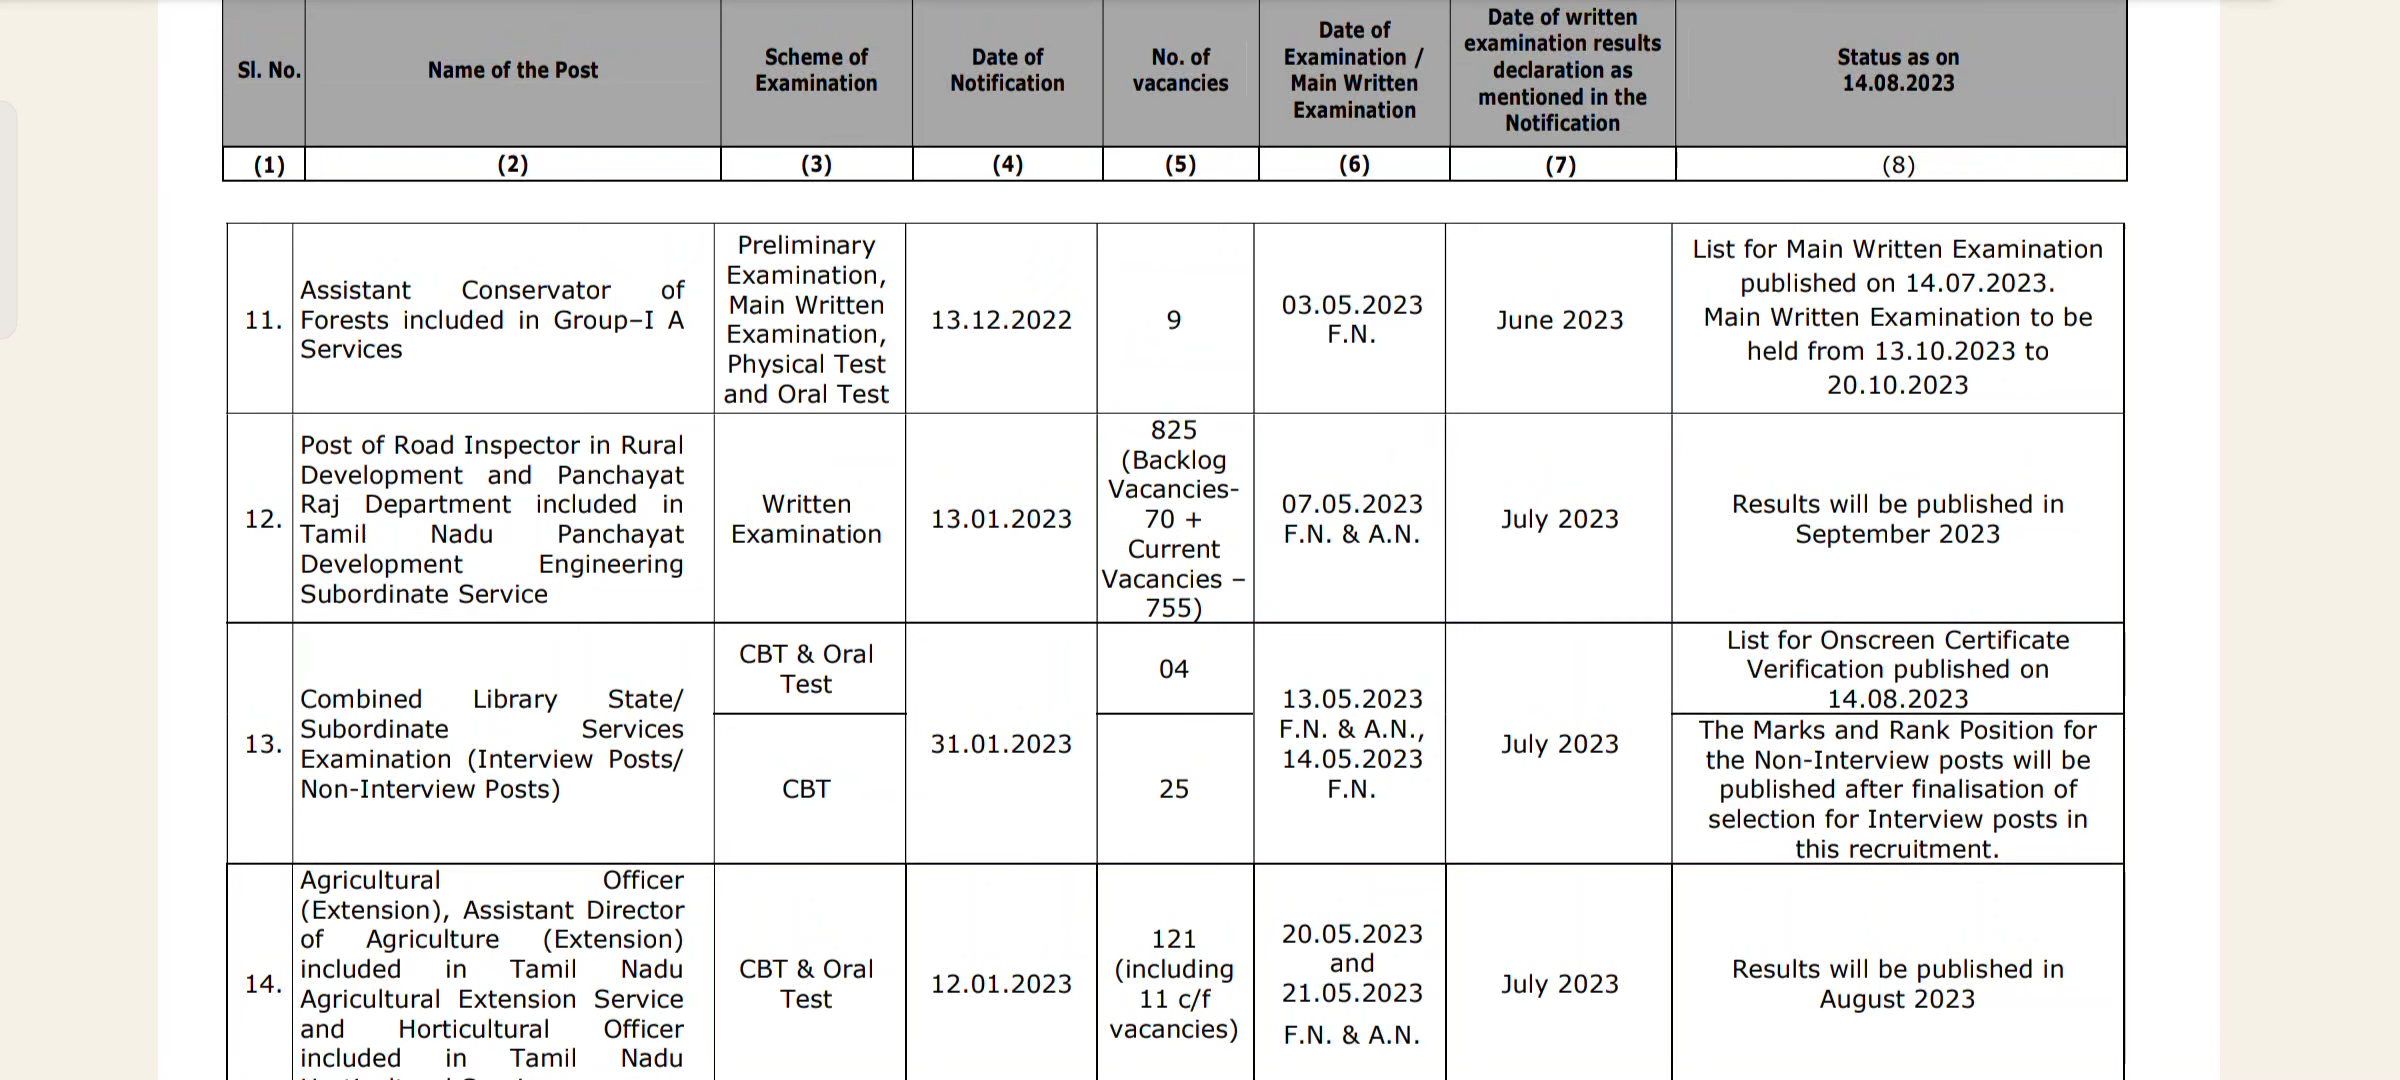 Sl. No.
Name of the Post
Scheme of
Examination
Date of
Notification
No. of
vacancies
Date of
Examination /
Main Written
Examination
Date of written
examination results
declaration as
mentioned in the
Notification
Status as on
14.08.2023
(1)
(2)
(3)
(4)
(5)
(6)
(7)
(8)
11.
Assistant Conservator of
Forests included in Group–I A
Services
Preliminary
Examination,
Main Written
Examination,
Physical Test
and Oral Test
13.12.2022
9
03.05.2023
F.N.
June 2023
List for Main Written Examination
published on 14.07.2023.
Main Written Examination to be
held from 13.10.2023 to
20.10.2023
12.
Post of Road Inspector in Rural
Development and Panchayat
Raj Department included in
Tamil Nadu Panchayat
Development Engineering
Subordinate Service
Written
Examination
13.01.2023
825
(Backlog
Vacancies-
70 +
Current
Vacancies –
755)
07.05.2023
F.N. & A.N.
July 2023
Results will be published in
September 2023
13.
Combined Library State/
Subordinate Services
Examination (Interview Posts/
Non-Interview Posts)
CBT & Oral
Test
CBT
31.01.2023
04
25
13.05.2023
F.N. & A.N.,
14.05.2023
F.N.
July 2023
List for Onscreen Certificate
Verification published on
14.08.2023
The Marks and Rank Position for
the Non-Interview posts will be
published after finalisation of
selection for Interview posts in
this recruitment.
14.
Agricultural Officer
(Extension), Assistant Director
of Agriculture (Extension)
included in Tamil Nadu
Agricultural Extension Service
and Horticultural Officer
included in Tamil Nadu
CBT & Oral
Test
12.01.2023
121
(including
11 c/f
vacancies)
20.05.2023
and
21.05.2023
F.N. & A.N.
July 2023
Results will be published in
August 2023